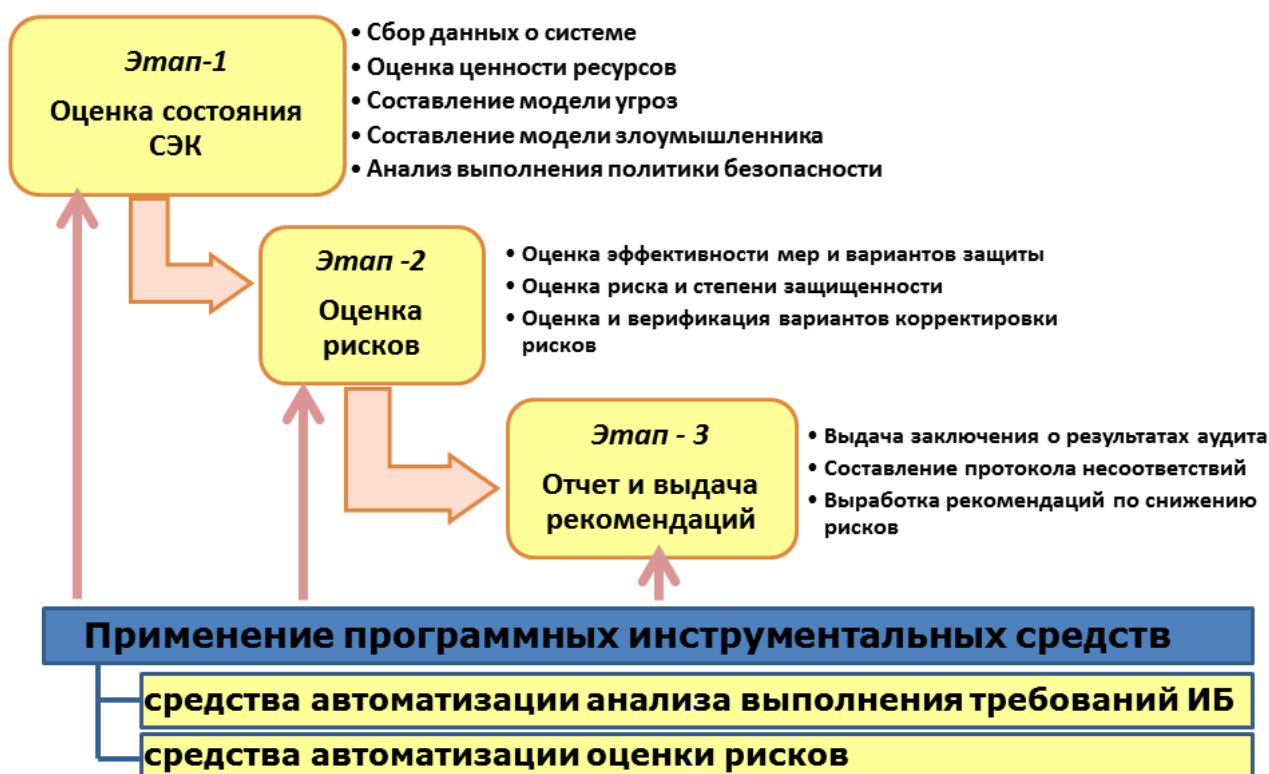 Этап-1
Оценка состояния
СЭК
• Сбор данных о системе
• Оценка ценности ресурсов
• Составление модели угроз
• Составление модели злоумышленника
• Анализ выполнения политики безопасности
Этап -2
Оценка
рисков
• Оценка эффективности мер и вариантов защиты
• Оценка риска и степени защищенности
• Оценка и верификация вариантов корректировки
рисков
Этап - 3
Отчет и выдача
рекомендаций
• Выдача заключения о результатах аудита
• Составление протокола несоответствий
• Выработка рекомендаций по снижению
рисков
Применение программных инструментальных средств
средства автоматизации анализа выполнения требований ИБ
средства автоматизации оценки рисков